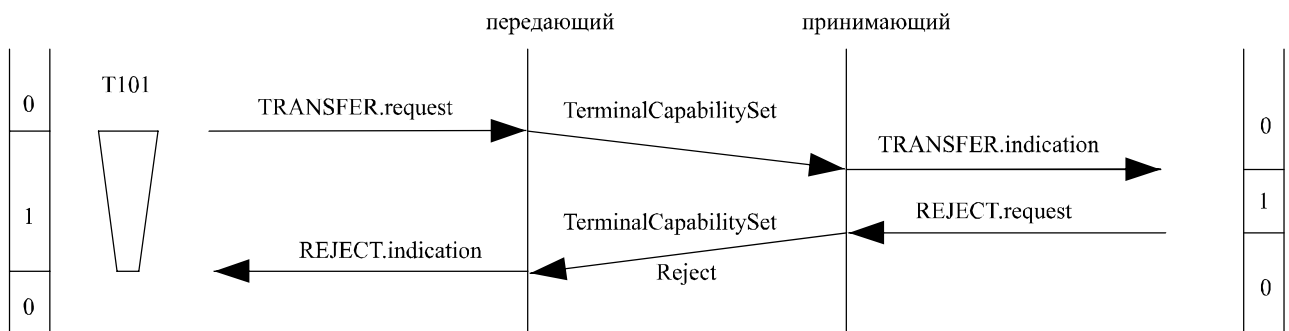 передающий принимающий
T101
0 TRANSFER.request TerminalCapabilitySet 0
TRANSFER.indication
1 TerminalCapabilitySet REJECT.request 1
REJECT.indication Reject
0 0